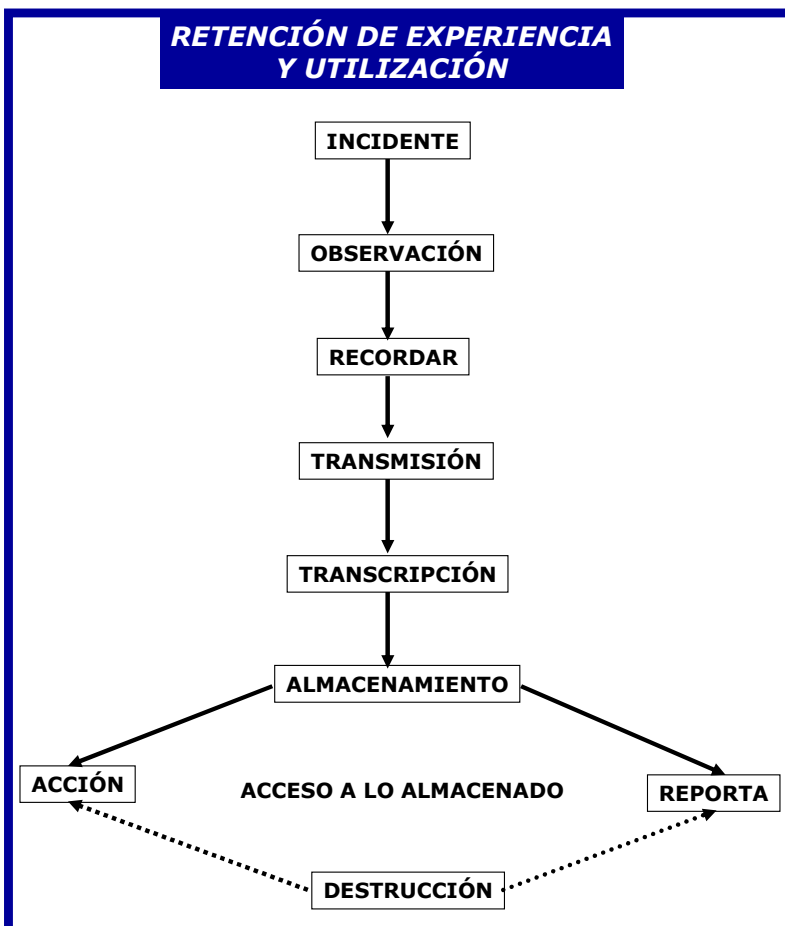 RETENCIÓN DE EXPERIENCIA
Y UTILIZACIÓN
INCIDENTE
OBSERVACIÓN
RECORDAR
TRANSMISIÓN
TRANSCRIPCIÓN
ALMACENAMIENTO
ACCIÓN
ACCESO A LO ALMACENADO
REPORTA
DESTRUCCIÓN